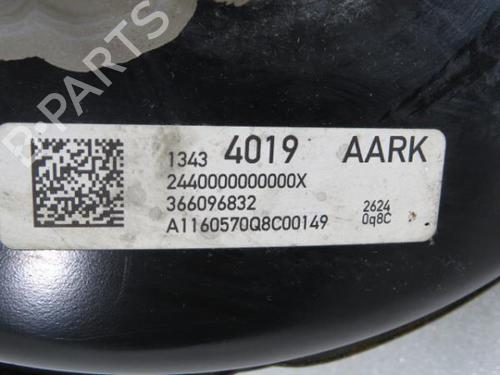 B-PARTS
1343 4019 AARK
2440000000000X
366096832
A1160570Q8C00149
2624
0q8C